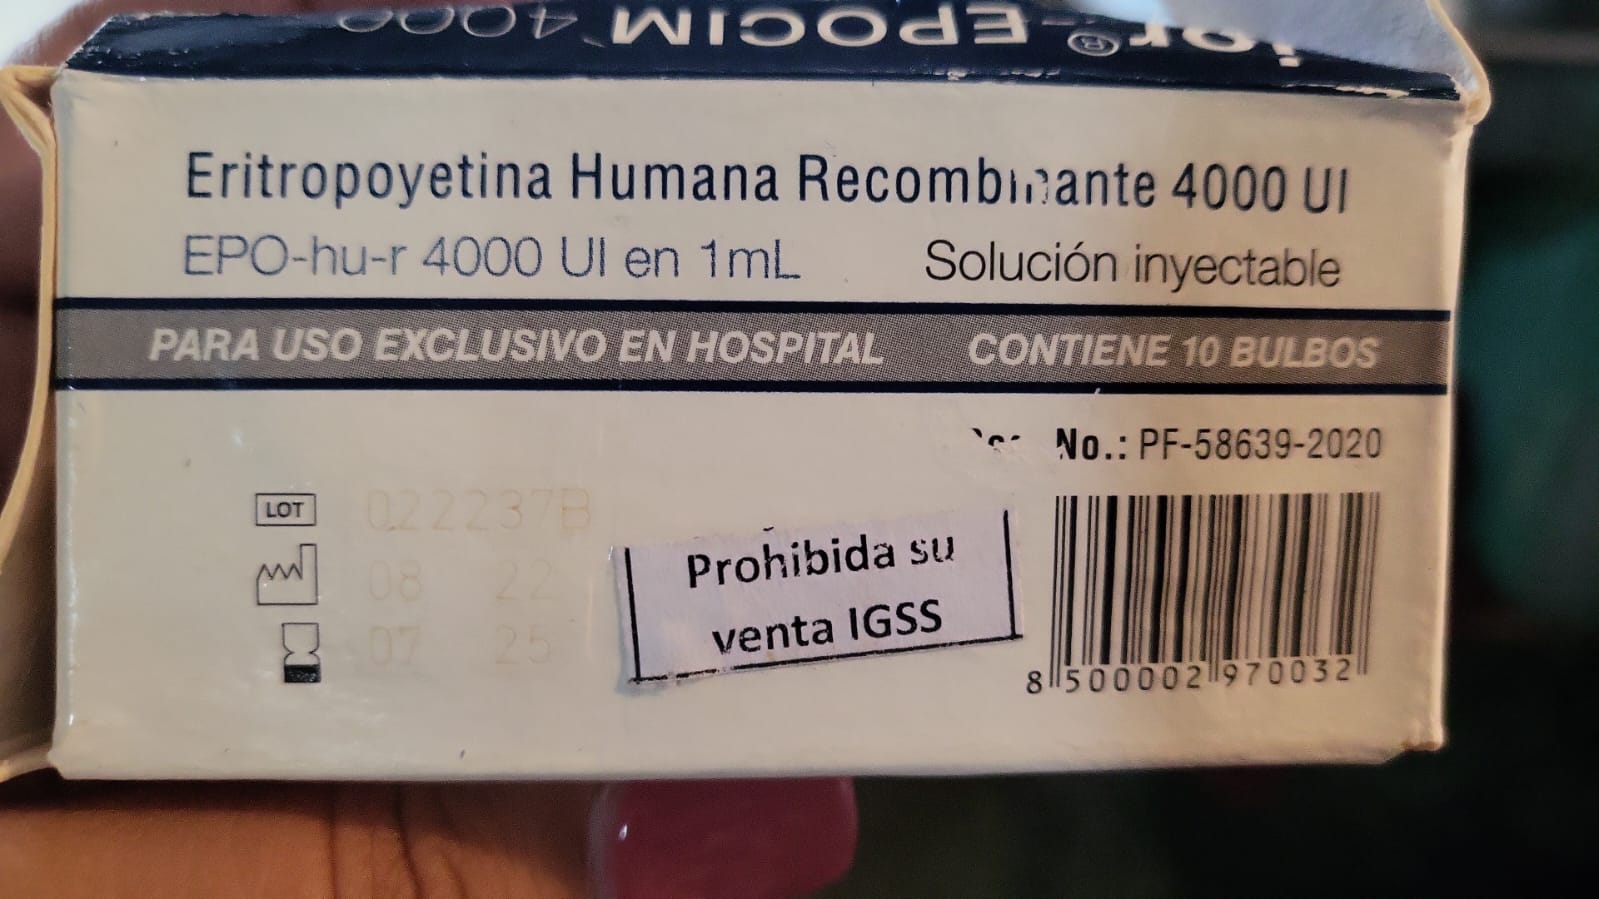 ior® EPOCIM 4000
Eritropoyetina Humana Recombinante 4000 UI
EPO-hu-r 4000 UI en 1mL
Solución inyectable
PARA USO EXCLUSIVO EN HOSPITAL
CONTIENE 10 BULBOS
No.: PF-58639-2020
LOT 022237B
08 22
07 25
Prohibida su
venta IGSS
8 500002 970032